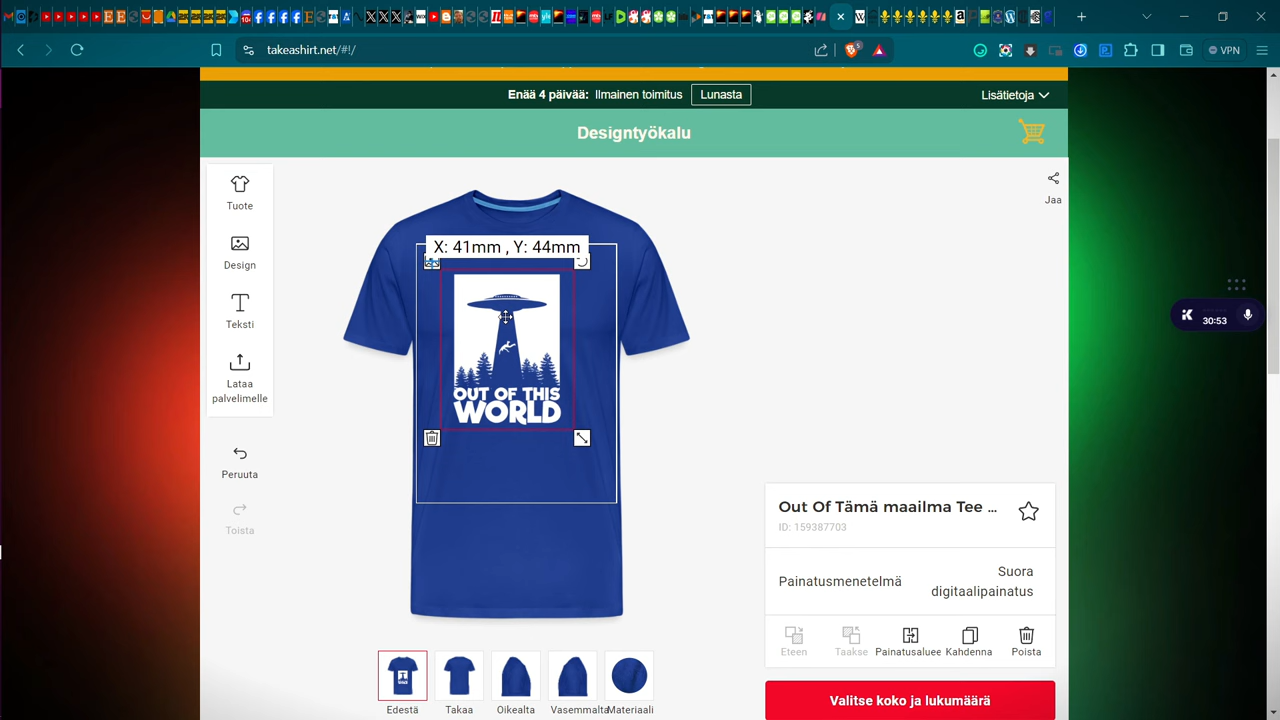 takeashirt.net/#!/
VPN
Enää 4 päivää: Ilmainen toimitus Lunasta
Lisätietoja
Designtyökalu
Tuote
Design
Teksti
Lataa
palvelimelle
Peruuta
Toista
Jaa
X: 41mm , Y: 44mm
OUT OF THIS
WORLD
30:53
Out Of Tämä maailma Tee ...
ID: 159387703
Painatusmenetelmä
Suora
digitaalipainatus
Eteen
Taakse
Painatusaluee
Kahdenna
Poista
Valitse koko ja lukumäärä
Edestä
Takaa
Oikealta
Vasemmalta
Materiaali